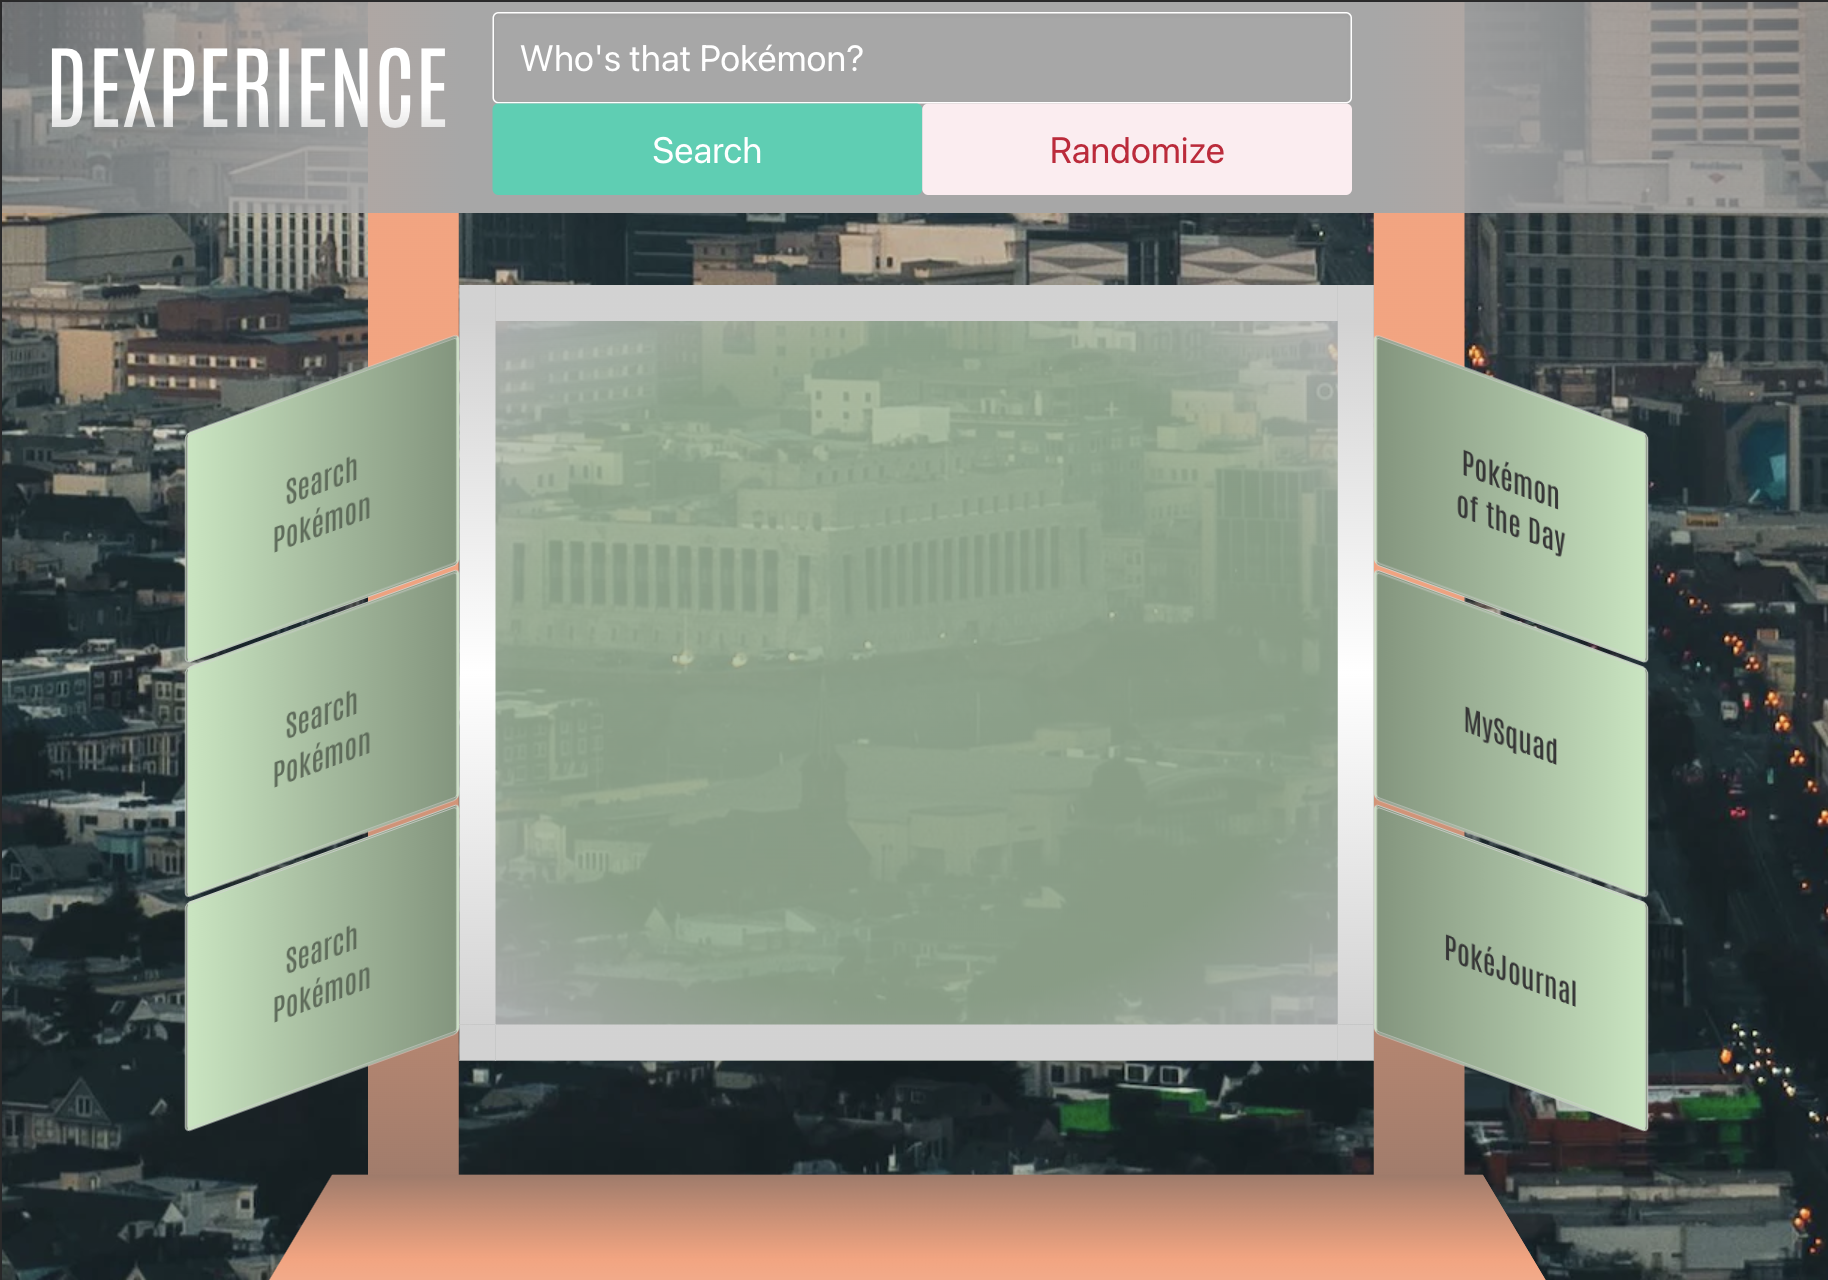 DEXPERIENCE
Who's that Pokémon?
Search
Randomize
Search
Pokémon
Search
Pokémon
Search
Pokémon
Pokémon
of the Day
MySquad
PokéJournal